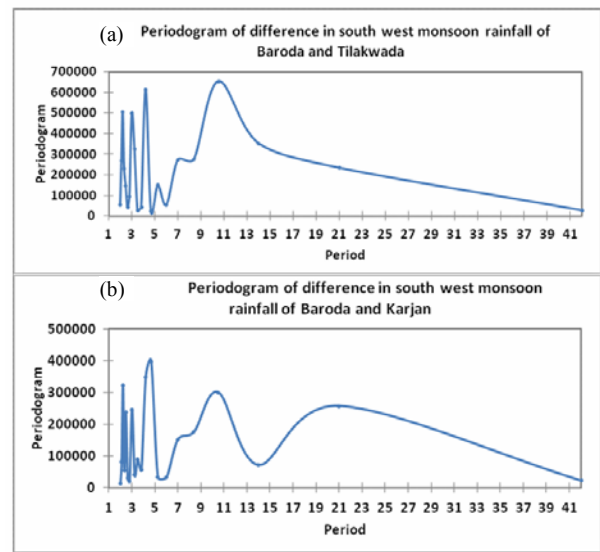 (a)
Periodogram of difference in south west monsoon rainfall of
Baroda and Tilakwada
700000
600000
500000
400000
300000
200000
100000
0
Periodogram
1 3 5 7 9 11 13 15 17 19 21 23 25 27 29 31 33 35 37 39 41
Period
(b)
Periodogram of difference in south west monsoon
rainfall of Baroda and Karjan
500000
400000
300000
200000
100000
0
Periodogram
1 3 5 7 9 11 13 15 17 19 21 23 25 27 29 31 33 35 37 39 41
Period